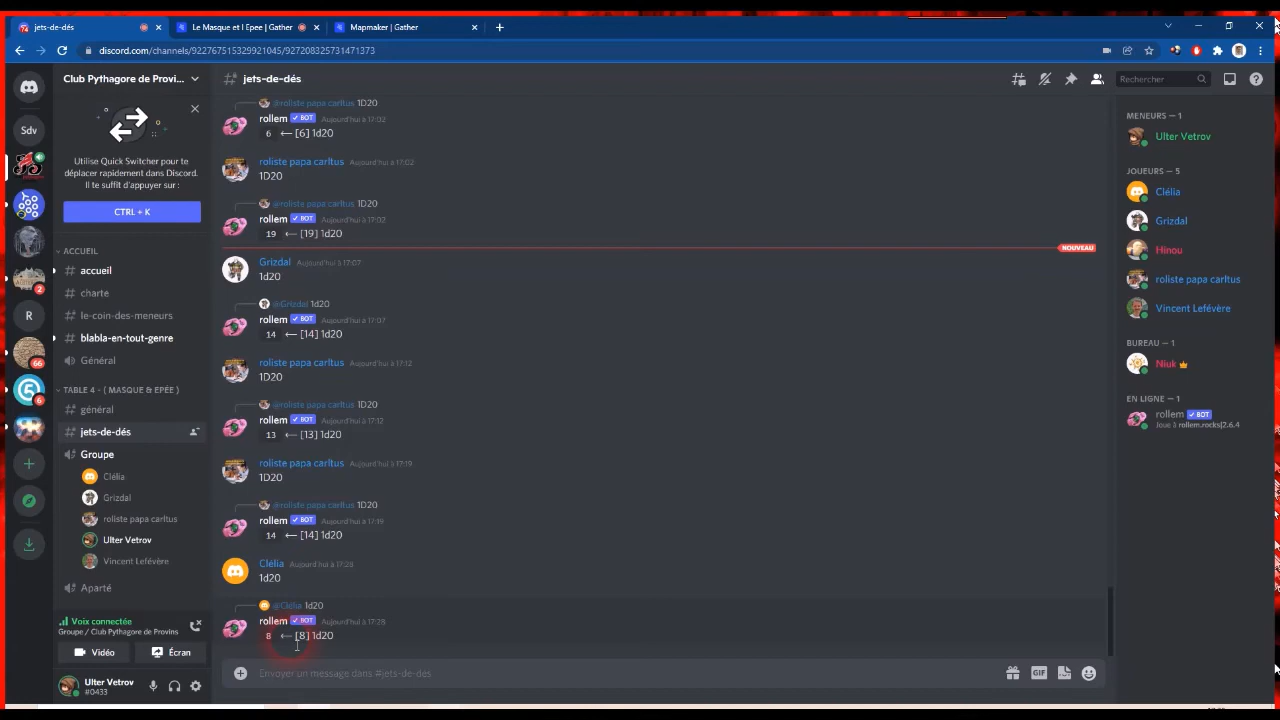 jets-de-dés
Le Masque et l Epee | Gather
Mapmaker | Gather
discord.com/channels/922767515329921045/927208325731471373
Club Pythagore de Provin...
Utilise Quick Switcher pour te
déplacer rapidement dans Discord.
Il te suffit d'appuyer sur :
CTRL + K
ACCUEIL
# accueil
# charte
# le-coin-des-meneurs
# blabla-en-tout-genre
Général
TABLE 4 - ( MASQUE & EPÉE )
# général
# jets-de-dés
Groupe
Clélia
Grizdal
roliste papa carltus
Ulter Vetrov
Vincent Lefévère
Aparté
Voix connectée
Groupe / Club Pythagore de Provins
Vidéo
Écran
Ulter Vetrov
#0433
Sdv
R
2
66
6
jets-de-dés
Rechercher
@roliste papa carltus 1D20
rollem ✓ BOT Aujourd'hui à 17:02
6 ⟵ [6] 1d20
roliste papa carltus Aujourd'hui à 17:02
1D20
@roliste papa carltus 1D20
rollem ✓ BOT Aujourd'hui à 17:02
19 ⟵ [19] 1d20
NOUVEAU
Grizdal Aujourd'hui à 17:07
1d20
@Grizdal 1d20
rollem ✓ BOT Aujourd'hui à 17:07
14 ⟵ [14] 1d20
roliste papa carltus Aujourd'hui à 17:12
1D20
@roliste papa carltus 1D20
rollem ✓ BOT Aujourd'hui à 17:12
13 ⟵ [13] 1d20
roliste papa carltus Aujourd'hui à 17:19
1D20
@roliste papa carltus 1D20
rollem ✓ BOT Aujourd'hui à 17:19
14 ⟵ [14] 1d20
Clélia Aujourd'hui à 17:28
1d20
@Clélia 1d20
rollem ✓ BOT Aujourd'hui à 17:28
8 ⟵ [8] 1d20
Envoyer un message dans #jets-de-dés
GIF
MENEURS — 1
Ulter Vetrov
JOUEURS — 5
Clélia
Grizdal
Hinou
roliste papa carltus
Vincent Lefévère
BUREAU — 1
Niuk
EN LIGNE — 1
rollem ✓ BOT
Joue à rollem.rocks|2.6.4